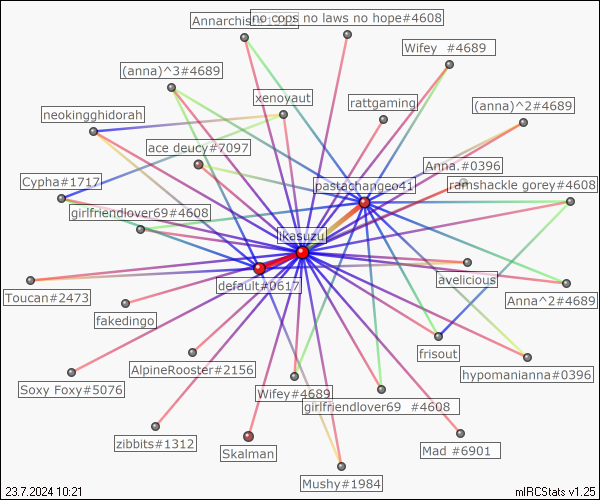 no cops no laws no hope#4608
Wifey #4689
(anna)^3#4689
xenoyaut
rattgaming
(anna)^2#4689
neokingghidorah
ace deucy#7097
Anna.#0396
Cypha#1717
pastachangeo41
ramshackle gorey#4608
girlfriendlover69#4608
ikasuzu
default#0617
avelicious
Toucan#2473
Anna^2#4689
fakedingo
frisout
AlpineRooster#2156
hypomanianna#0396
Soxy Foxy#5076
Wifey#4689
girlfriendlover69 #4608
zibbits#1312
Skalman
Mad #6901
Mushy#1984
23.7.2024 10:21
mIRCStats v1.25